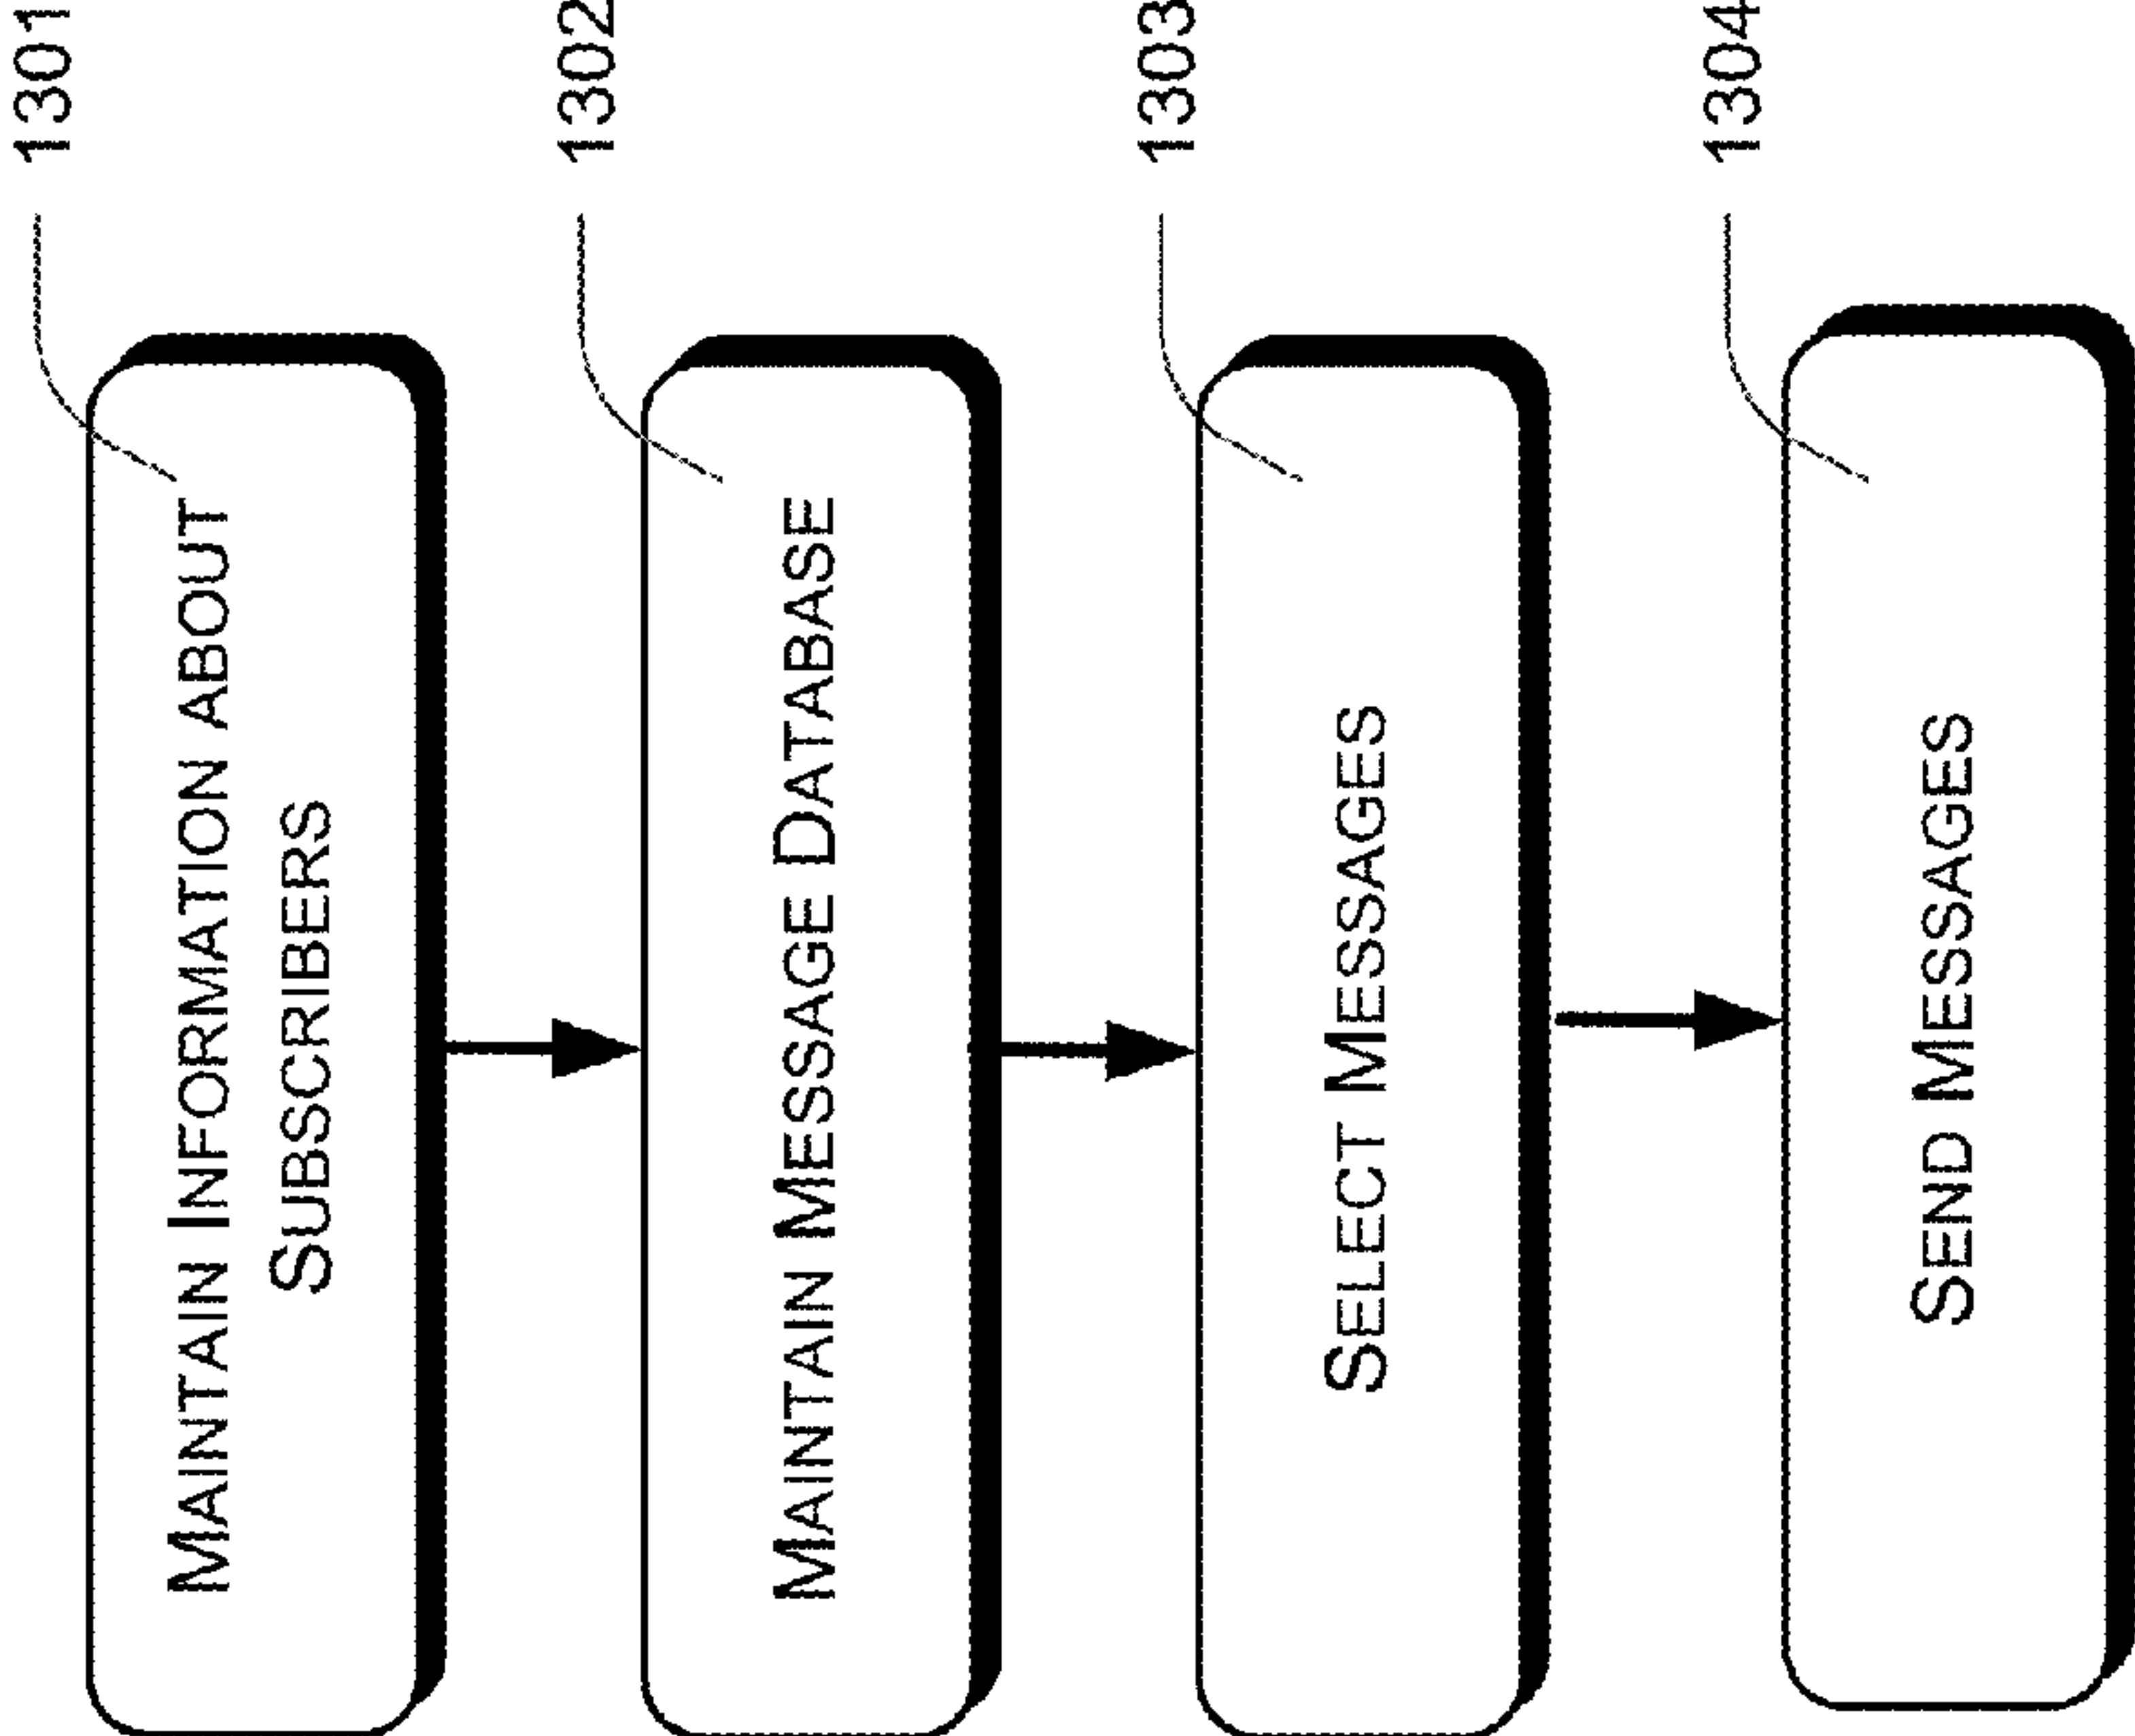 1301
MAINTAIN INFORMATION ABOUT
SUBSCRIBERS
1302
MAINTAIN MESSAGE DATABASE
1303
SELECT MESSAGES
1304
SEND MESSAGES